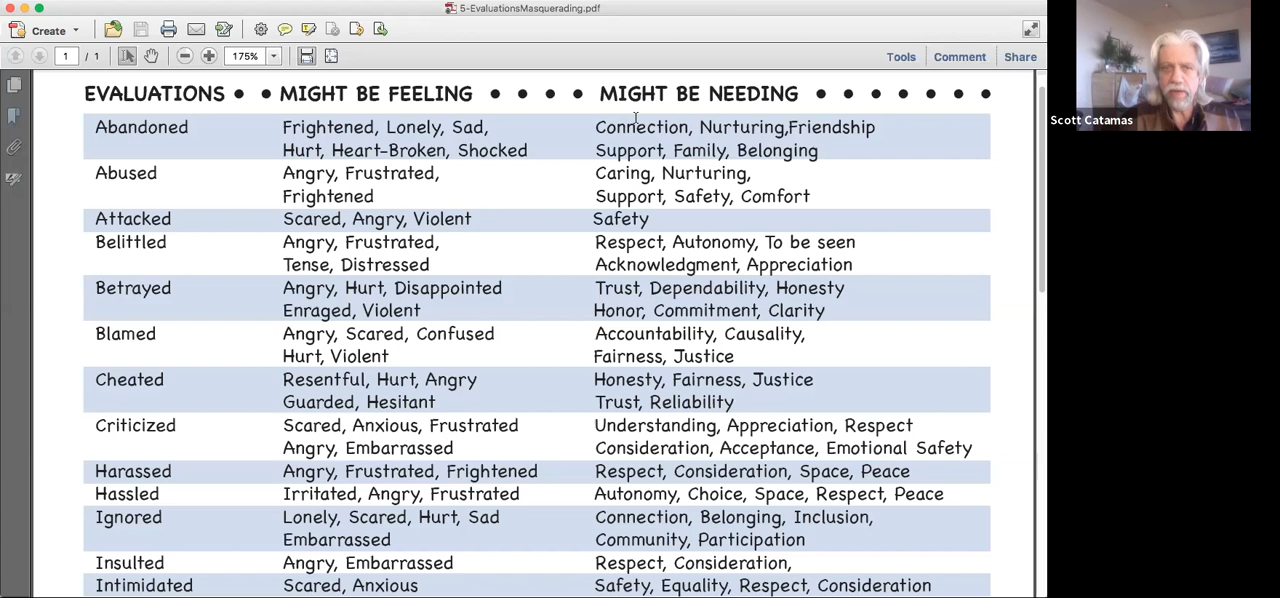 5-EvaluationsMasquerading.pdf
Create
1 / 1 175% Tools Comment Share
EVALUATIONS • • MIGHT BE FEELING • • • • MIGHT BE NEEDING • • • • • • •
Abandoned Frightened, Lonely, Sad, Connection, Nurturing,Friendship
Hurt, Heart-Broken, Shocked Support, Family, Belonging
Abused Angry, Frustrated, Caring, Nurturing,
Frightened Support, Safety, Comfort
Attacked Scared, Angry, Violent Safety
Belittled Angry, Frustrated, Respect, Autonomy, To be seen
Tense, Distressed Acknowledgment, Appreciation
Betrayed Angry, Hurt, Disappointed Trust, Dependability, Honesty
Enraged, Violent Honor, Commitment, Clarity
Blamed Angry, Scared, Confused Accountability, Causality,
Hurt, Violent Fairness, Justice
Cheated Resentful, Hurt, Angry Honesty, Fairness, Justice
Guarded, Hesitant Trust, Reliability
Criticized Scared, Anxious, Frustrated Understanding, Appreciation, Respect
Angry, Embarrassed Consideration, Acceptance, Emotional Safety
Harassed Angry, Frustrated, Frightened Respect, Consideration, Space, Peace
Hassled Irritated, Angry, Frustrated Autonomy, Choice, Space, Respect, Peace
Ignored Lonely, Scared, Hurt, Sad Connection, Belonging, Inclusion,
Embarrassed Community, Participation
Insulted Angry, Embarrassed Respect, Consideration,
Intimidated Scared, Anxious Safety, Equality, Respect, Consideration
Scott Catamas